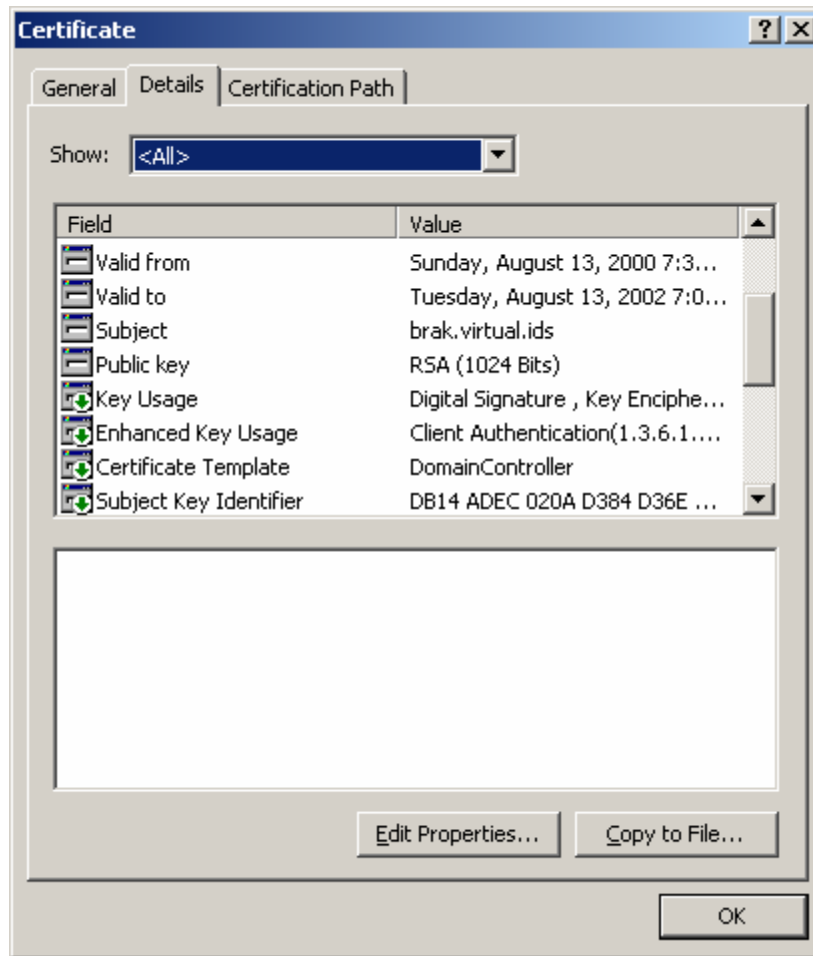 Certificate
General Details Certification Path
Show: <All>
Field Value
Valid from Sunday, August 13, 2000 7:3...
Valid to Tuesday, August 13, 2002 7:0...
Subject brak.virtual.ids
Public key RSA (1024 Bits)
Key Usage Digital Signature , Key Enciphe...
Enhanced Key Usage Client Authentication(1.3.6.1....
Certificate Template DomainController
Subject Key Identifier DB14 ADEC 020A D384 D36E ...
Edit Properties... Copy to File...
OK